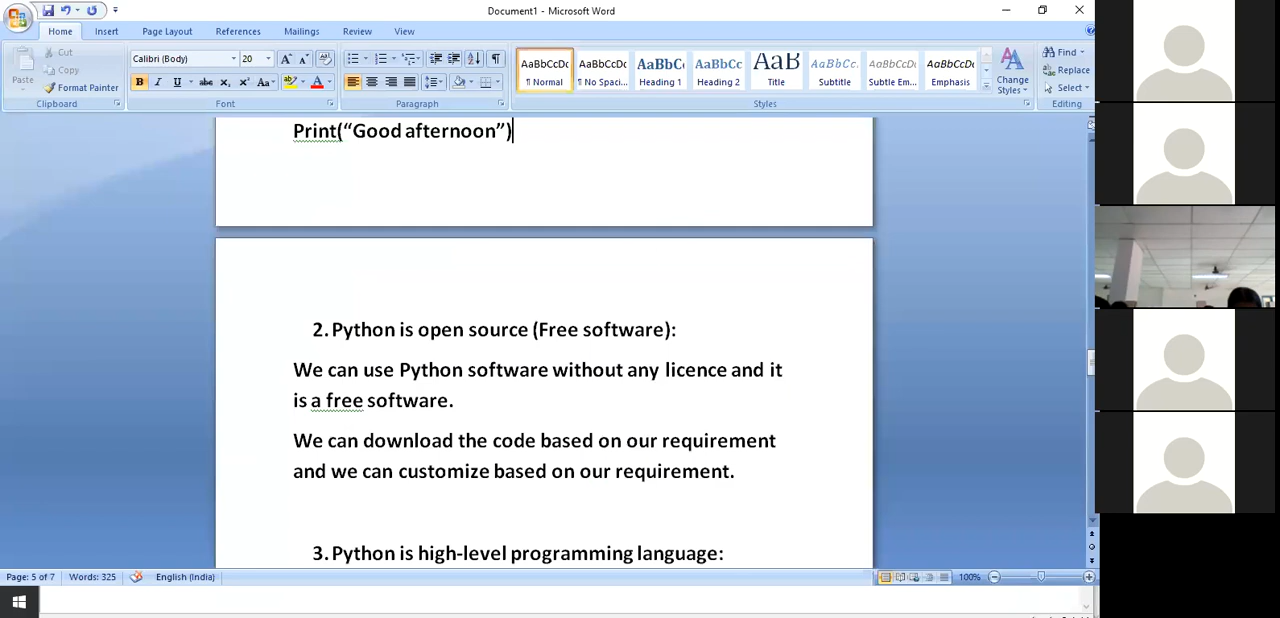 Document1 - Microsoft Word
Home Insert Page Layout References Mailings Review View
Paste
Cut
Copy
Format Painter
Clipboard
Calibri (Body) 20
Font
Paragraph
AaBbCcDc AaBbCcDc AaBbC AaBbCc AaB AaBbCc. AaBbCcDc AaBbCcDc
¶ Normal ¶ No Spaci... Heading 1 Heading 2 Title Subtitle Subtle Em... Emphasis
Styles
Change
Styles
Find
Replace
Select
Editing
Print(“Good afternoon”)
2. Python is open source (Free software):
We can use Python software without any licence and it
is a free software.
We can download the code based on our requirement
and we can customize based on our requirement.
3. Python is high-level programming language:
Page: 5 of 7 Words: 325 English (India) 100%